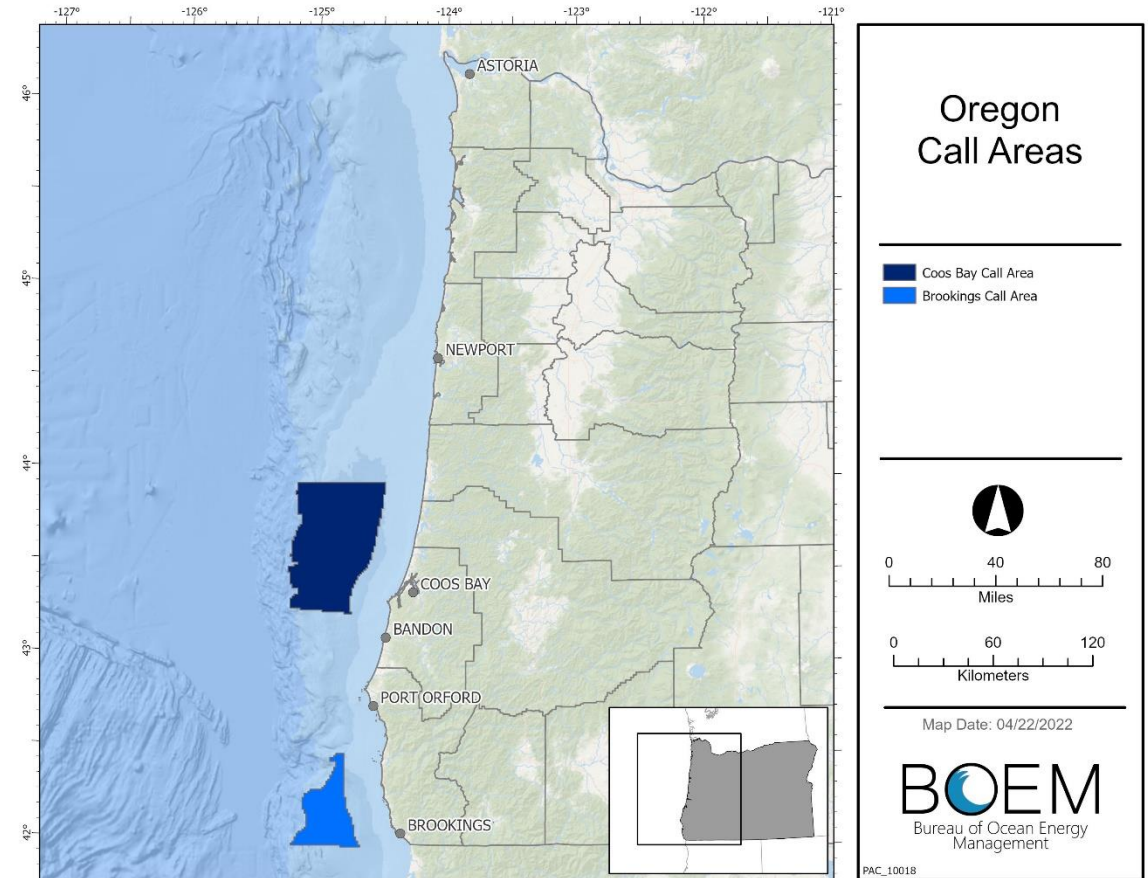 -127° -126° -125° -124° -123° -122° -121°
46°
45°
44°
43°
42°
ASTORIA
NEWPORT
COOS BAY
BANDON
PORT ORFORD
BROOKINGS
Oregon
Call Areas
Coos Bay Call Area
Brookings Call Area
0 40 80
Miles
0 60 120
Kilometers
Map Date: 04/22/2022
BOEM
Bureau of Ocean Energy
Management
PAC_10018